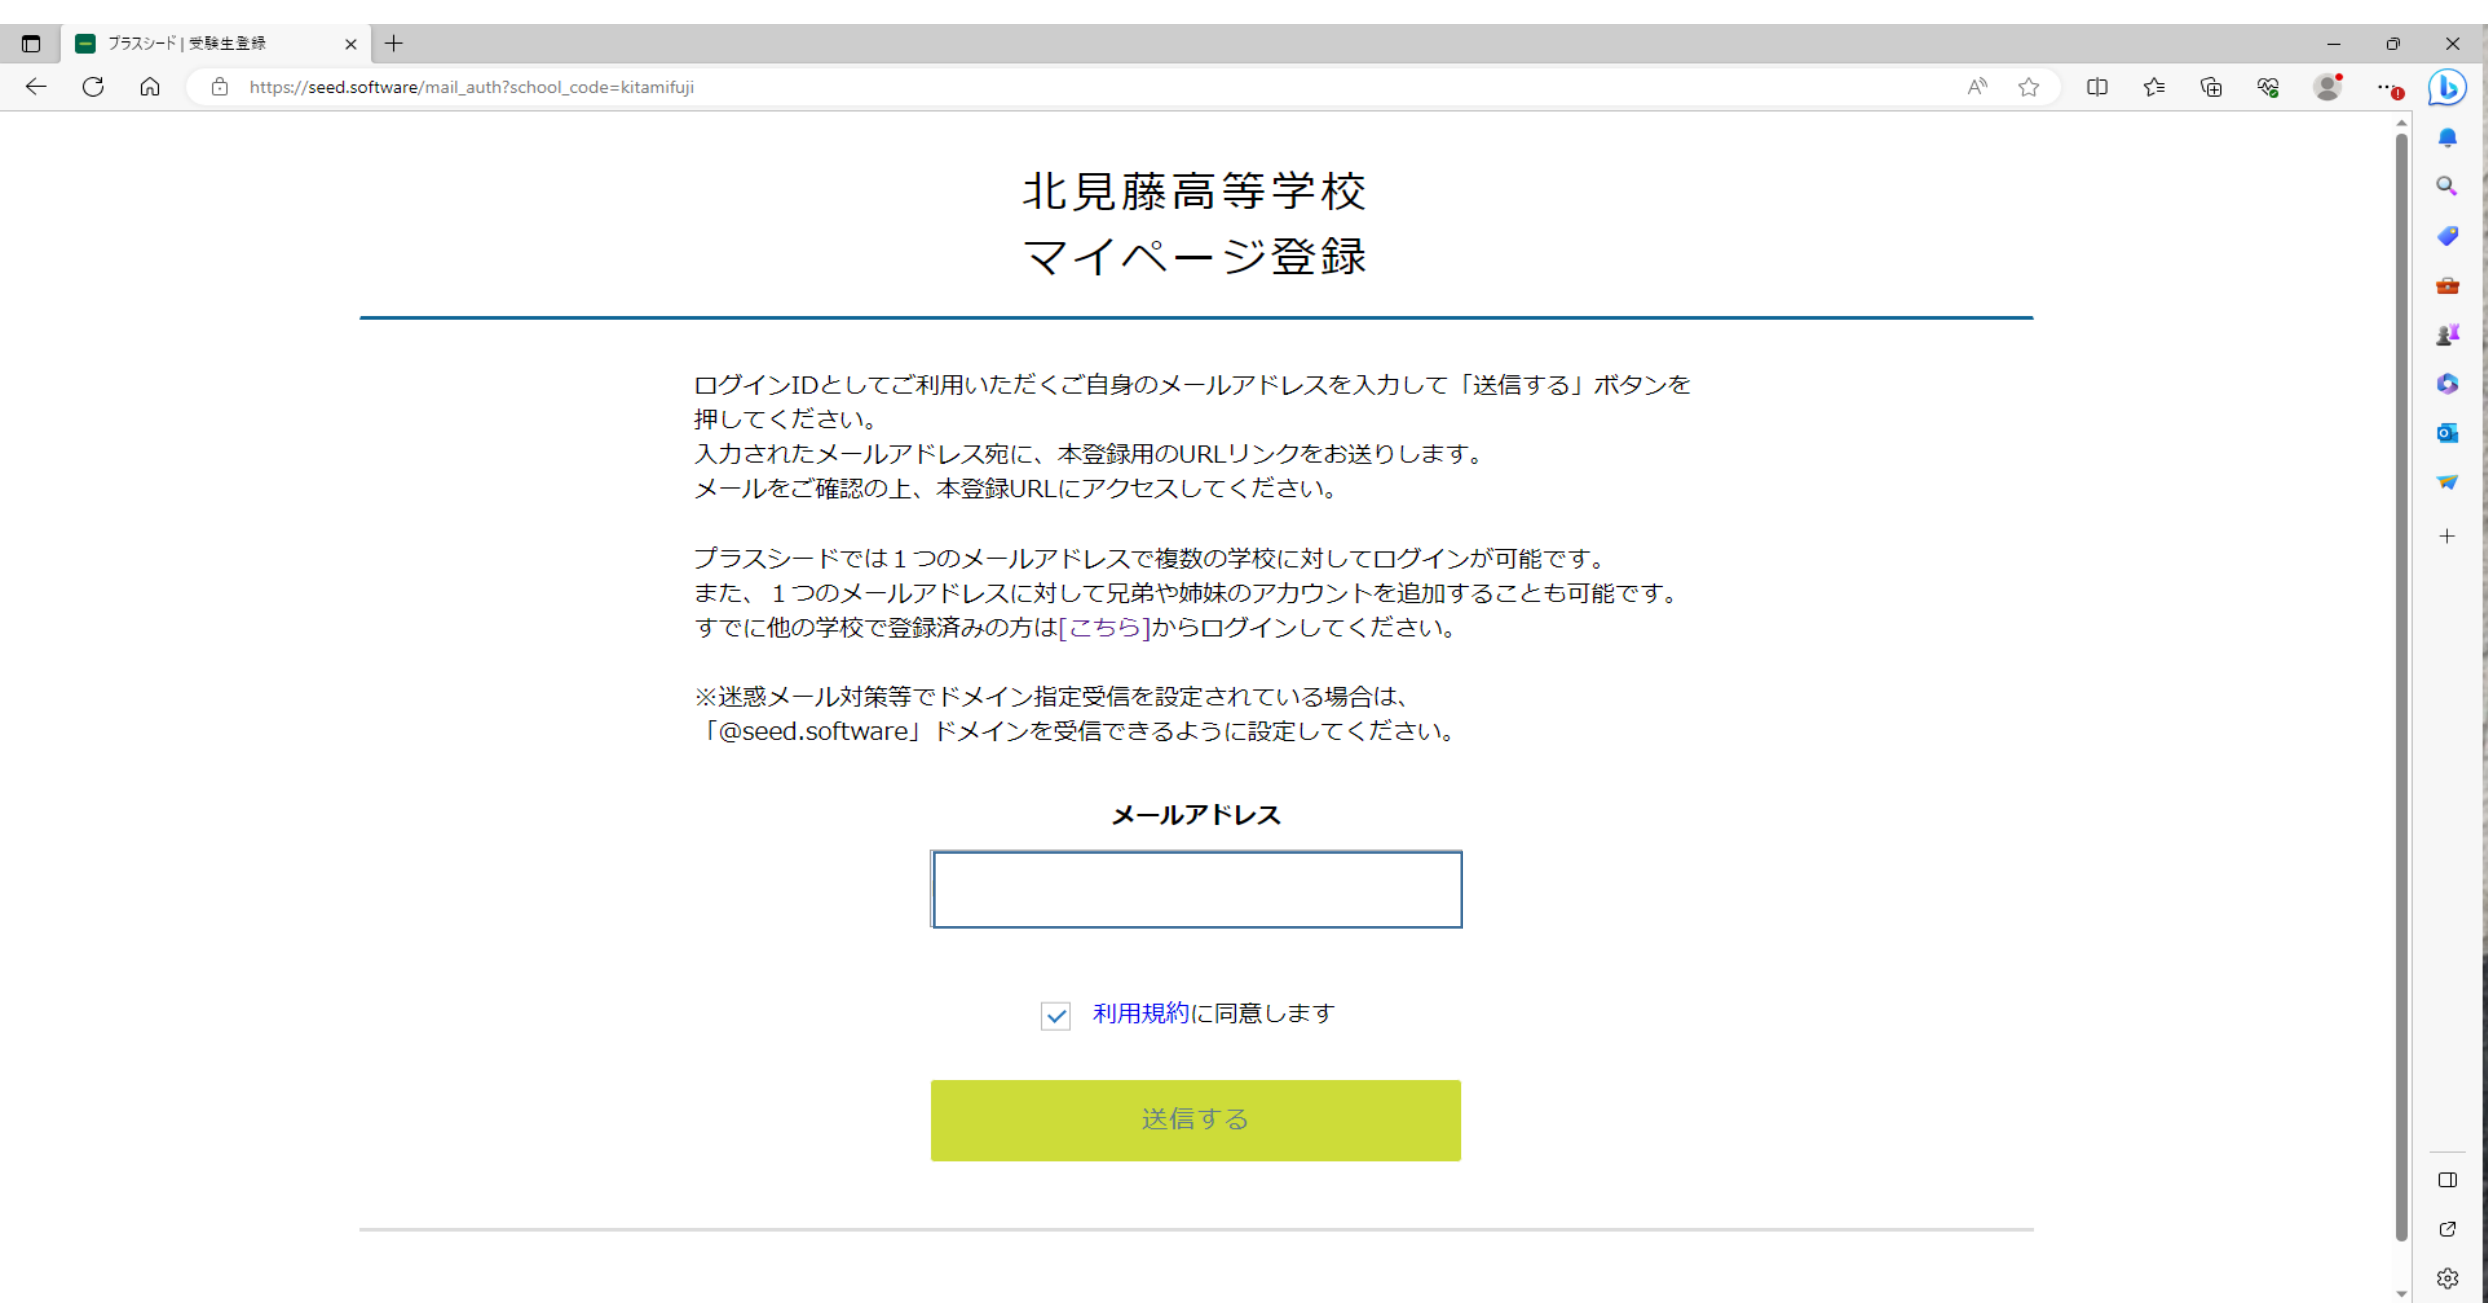 プラスシード | 受験生登録
https://seed.software/mail_auth?school_code=kitamifuji
北見藤高等学校
マイページ登録
ログインIDとしてご利用いただくご自身のメールアドレスを入力して「送信する」ボタンを
押してください。
入力されたメールアドレス宛に、本登録用のURLリンクをお送りします。
メールをご確認の上、本登録URLにアクセスしてください。
プラスシードでは１つのメールアドレスで複数の学校に対してログインが可能です。
また、１つのメールアドレスに対して兄弟や姉妹のアカウントを追加することも可能です。
すでに他の学校で登録済みの方は[こちら]からログインしてください。
※迷惑メール対策等でドメイン指定受信を設定されている場合は、
「@seed.software」ドメインを受信できるように設定してください。
メールアドレス
利用規約に同意します
送信する